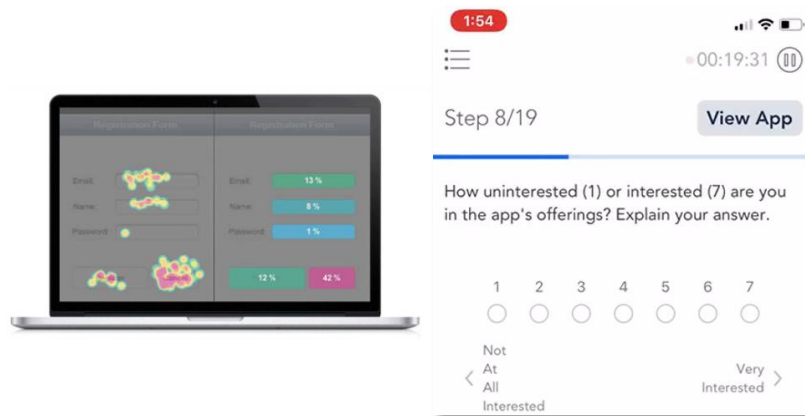 Registration Form
Registration Form
Email:
13 %
Email:
Name:
8 %
Name:
Password:
1 %
Password:
12 %
42 %
1:54
00:19:31
Step 8/19
View App
How uninterested (1) or interested (7) are you
in the app's offerings? Explain your answer.
1 2 3 4 5 6 7
Not
At
All
Interested
Very
Interested